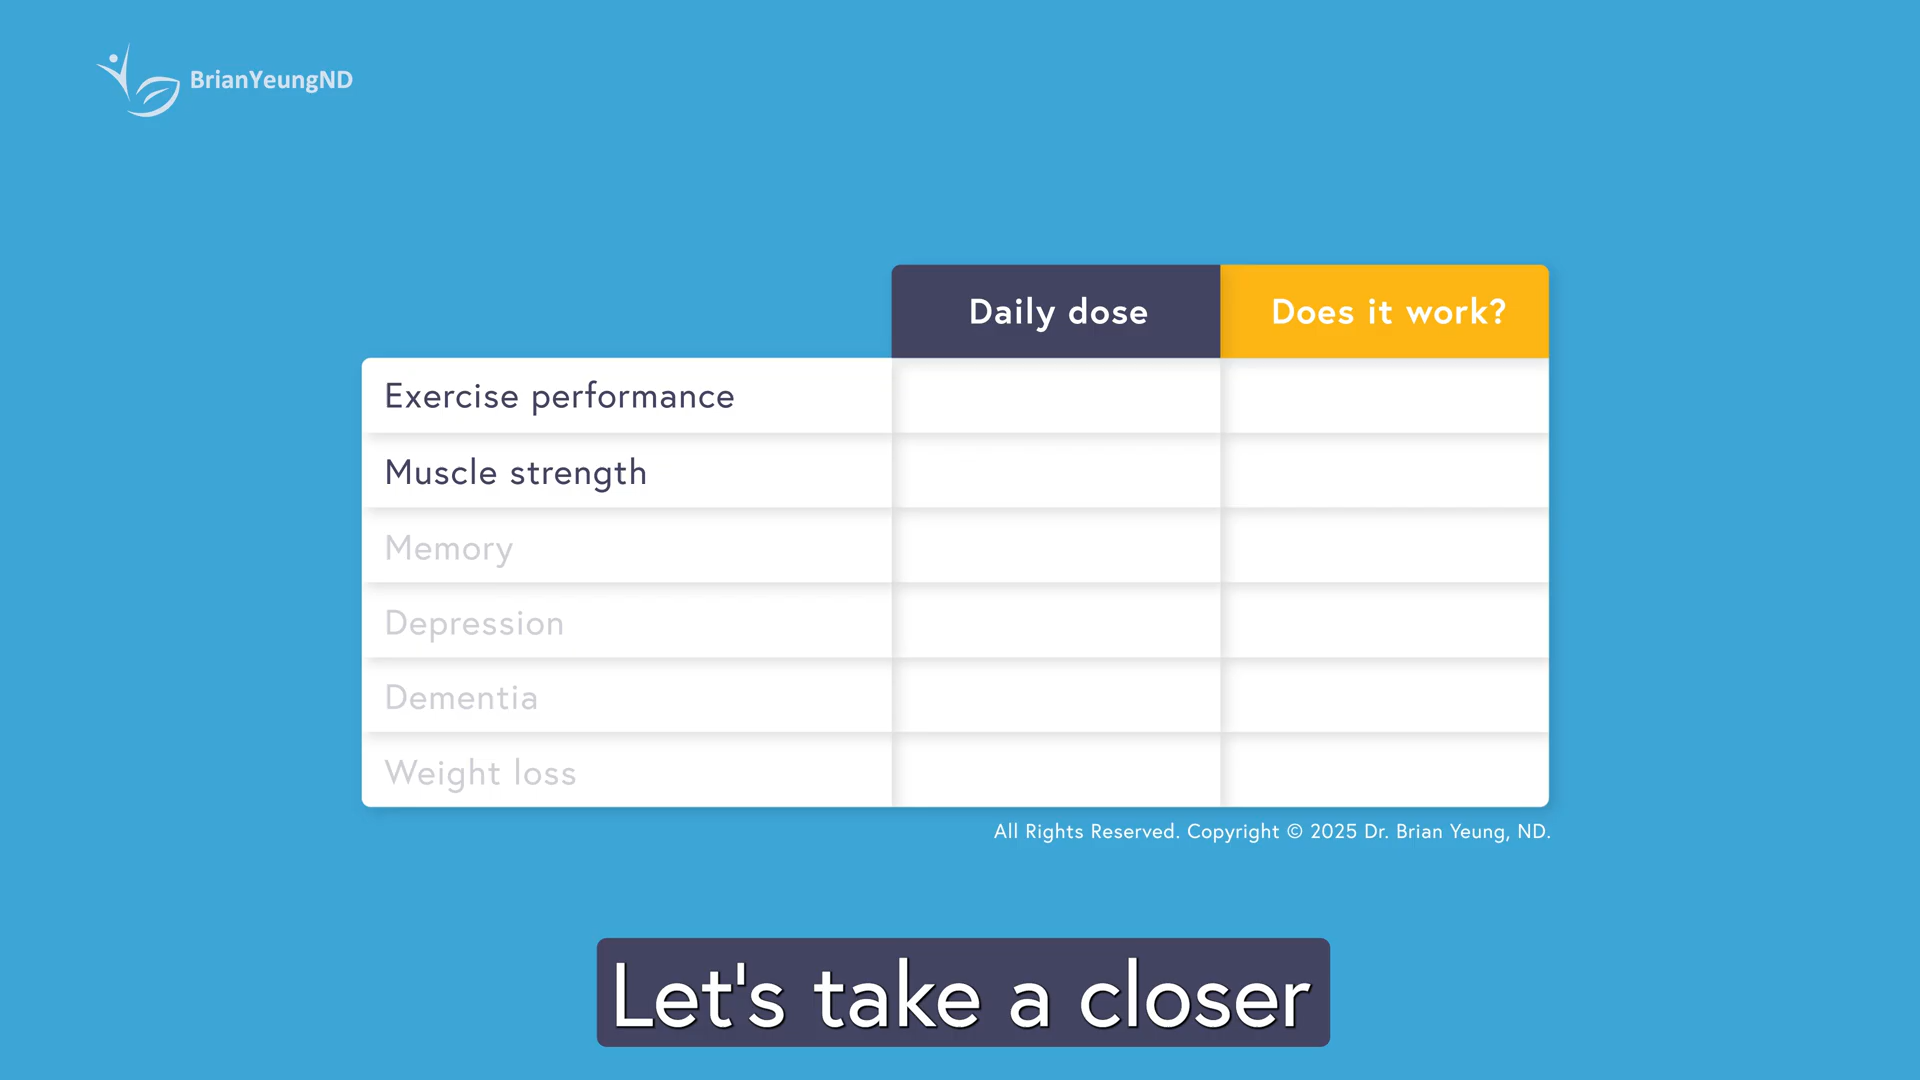 BrianYeungND
Daily dose
Does it work?
Exercise performance
Muscle strength
Memory
Depression
Dementia
Weight loss
All Rights Reserved. Copyright © 2025 Dr. Brian Yeung, ND.
Let's take a closer